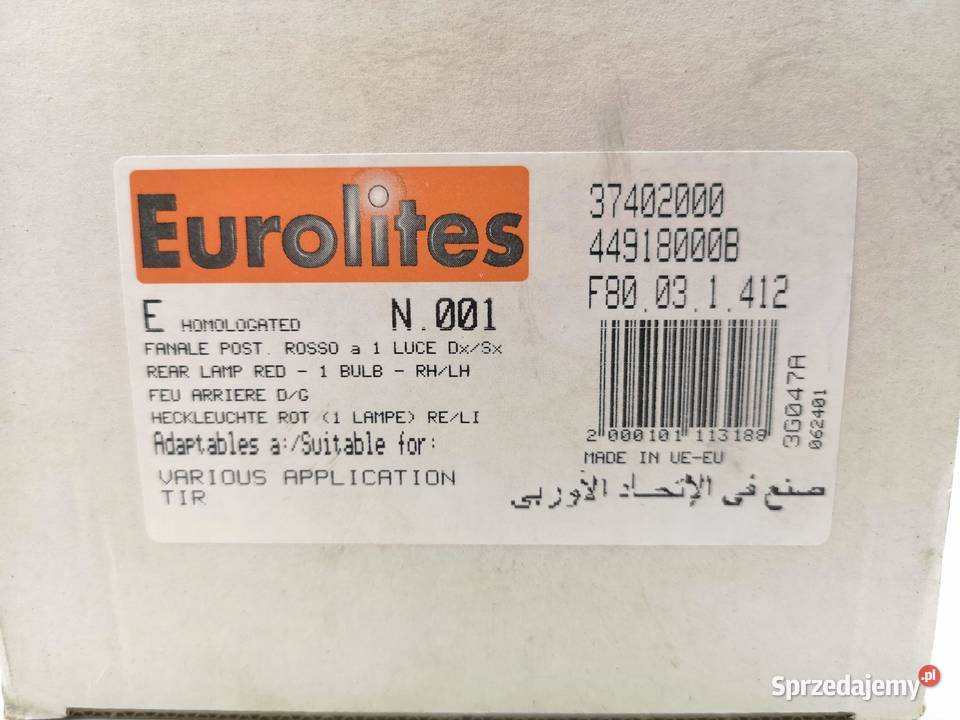 Eurolites
E HOMOLOGATED N.001
FANALE POST. ROSSO a 1 LUCE Dx/Sx
REAR LAMP RED - 1 BULB - RH/LH
FEU ARRIERE D/G
HECKLEUCHTE ROT (1 LAMPE) RE/LI
Adaptables a:/Suitable for:
VARIOUS APPLICATION
TIR
37402000
44918000B
F80.03.1.412
2 000101 113188
3G047A
062401
MADE IN UE-EU
صنع في الإتحاد الأوربي
Sprzedajemy.pl